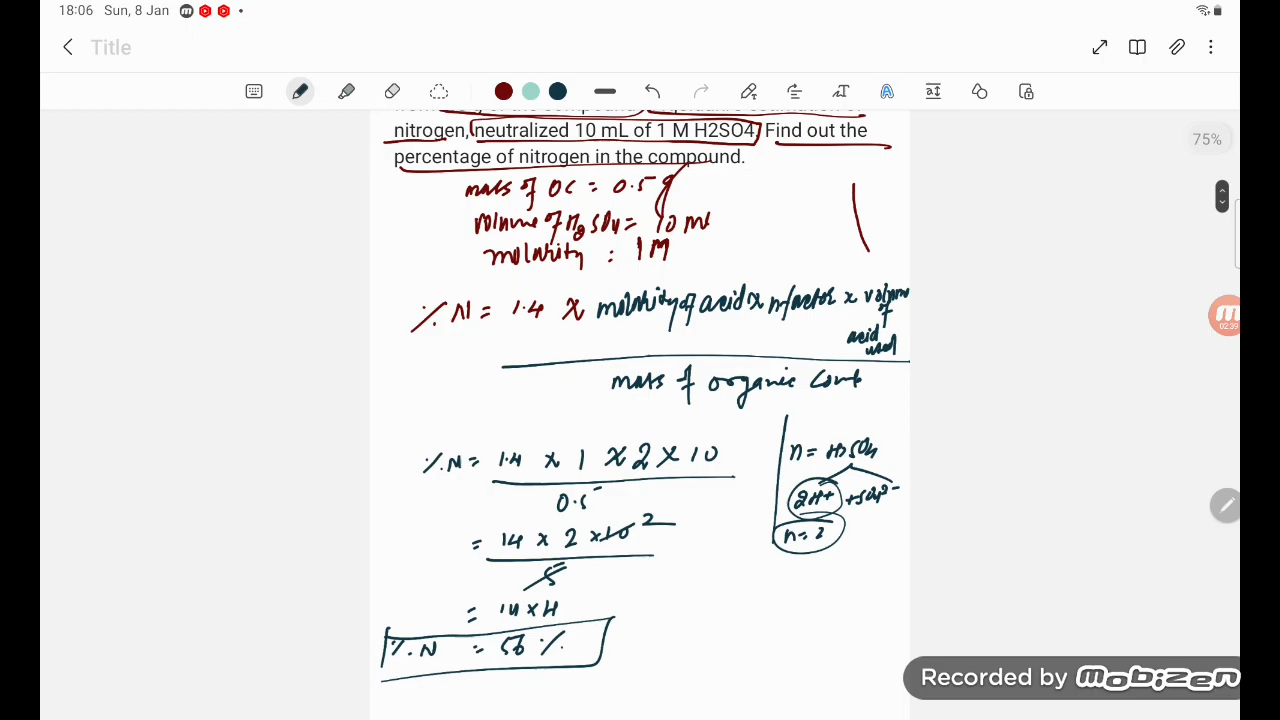 18:06 Sun, 8 Jan
Title
nitrogen, neutralized 10 mL of 1 M H2SO4. Find out the
75%
percentage of nitrogen in the compound.
mass of OC = 0.5 g
volume of H2SO4 = 10 ml
molarity : 1M
% N = 1.4 x molarity of acid x n factor x volume
of
acid
used
mass of organic Comp
% N = 1.4 x 1 x 2 x 10
0.5
n = H2SO4
2H+ + SO4 2-
n = 2
= 14 x 2 x 10 2
5
= 14 x 4
% N = 56 %
02:39
Recorded by mobizen